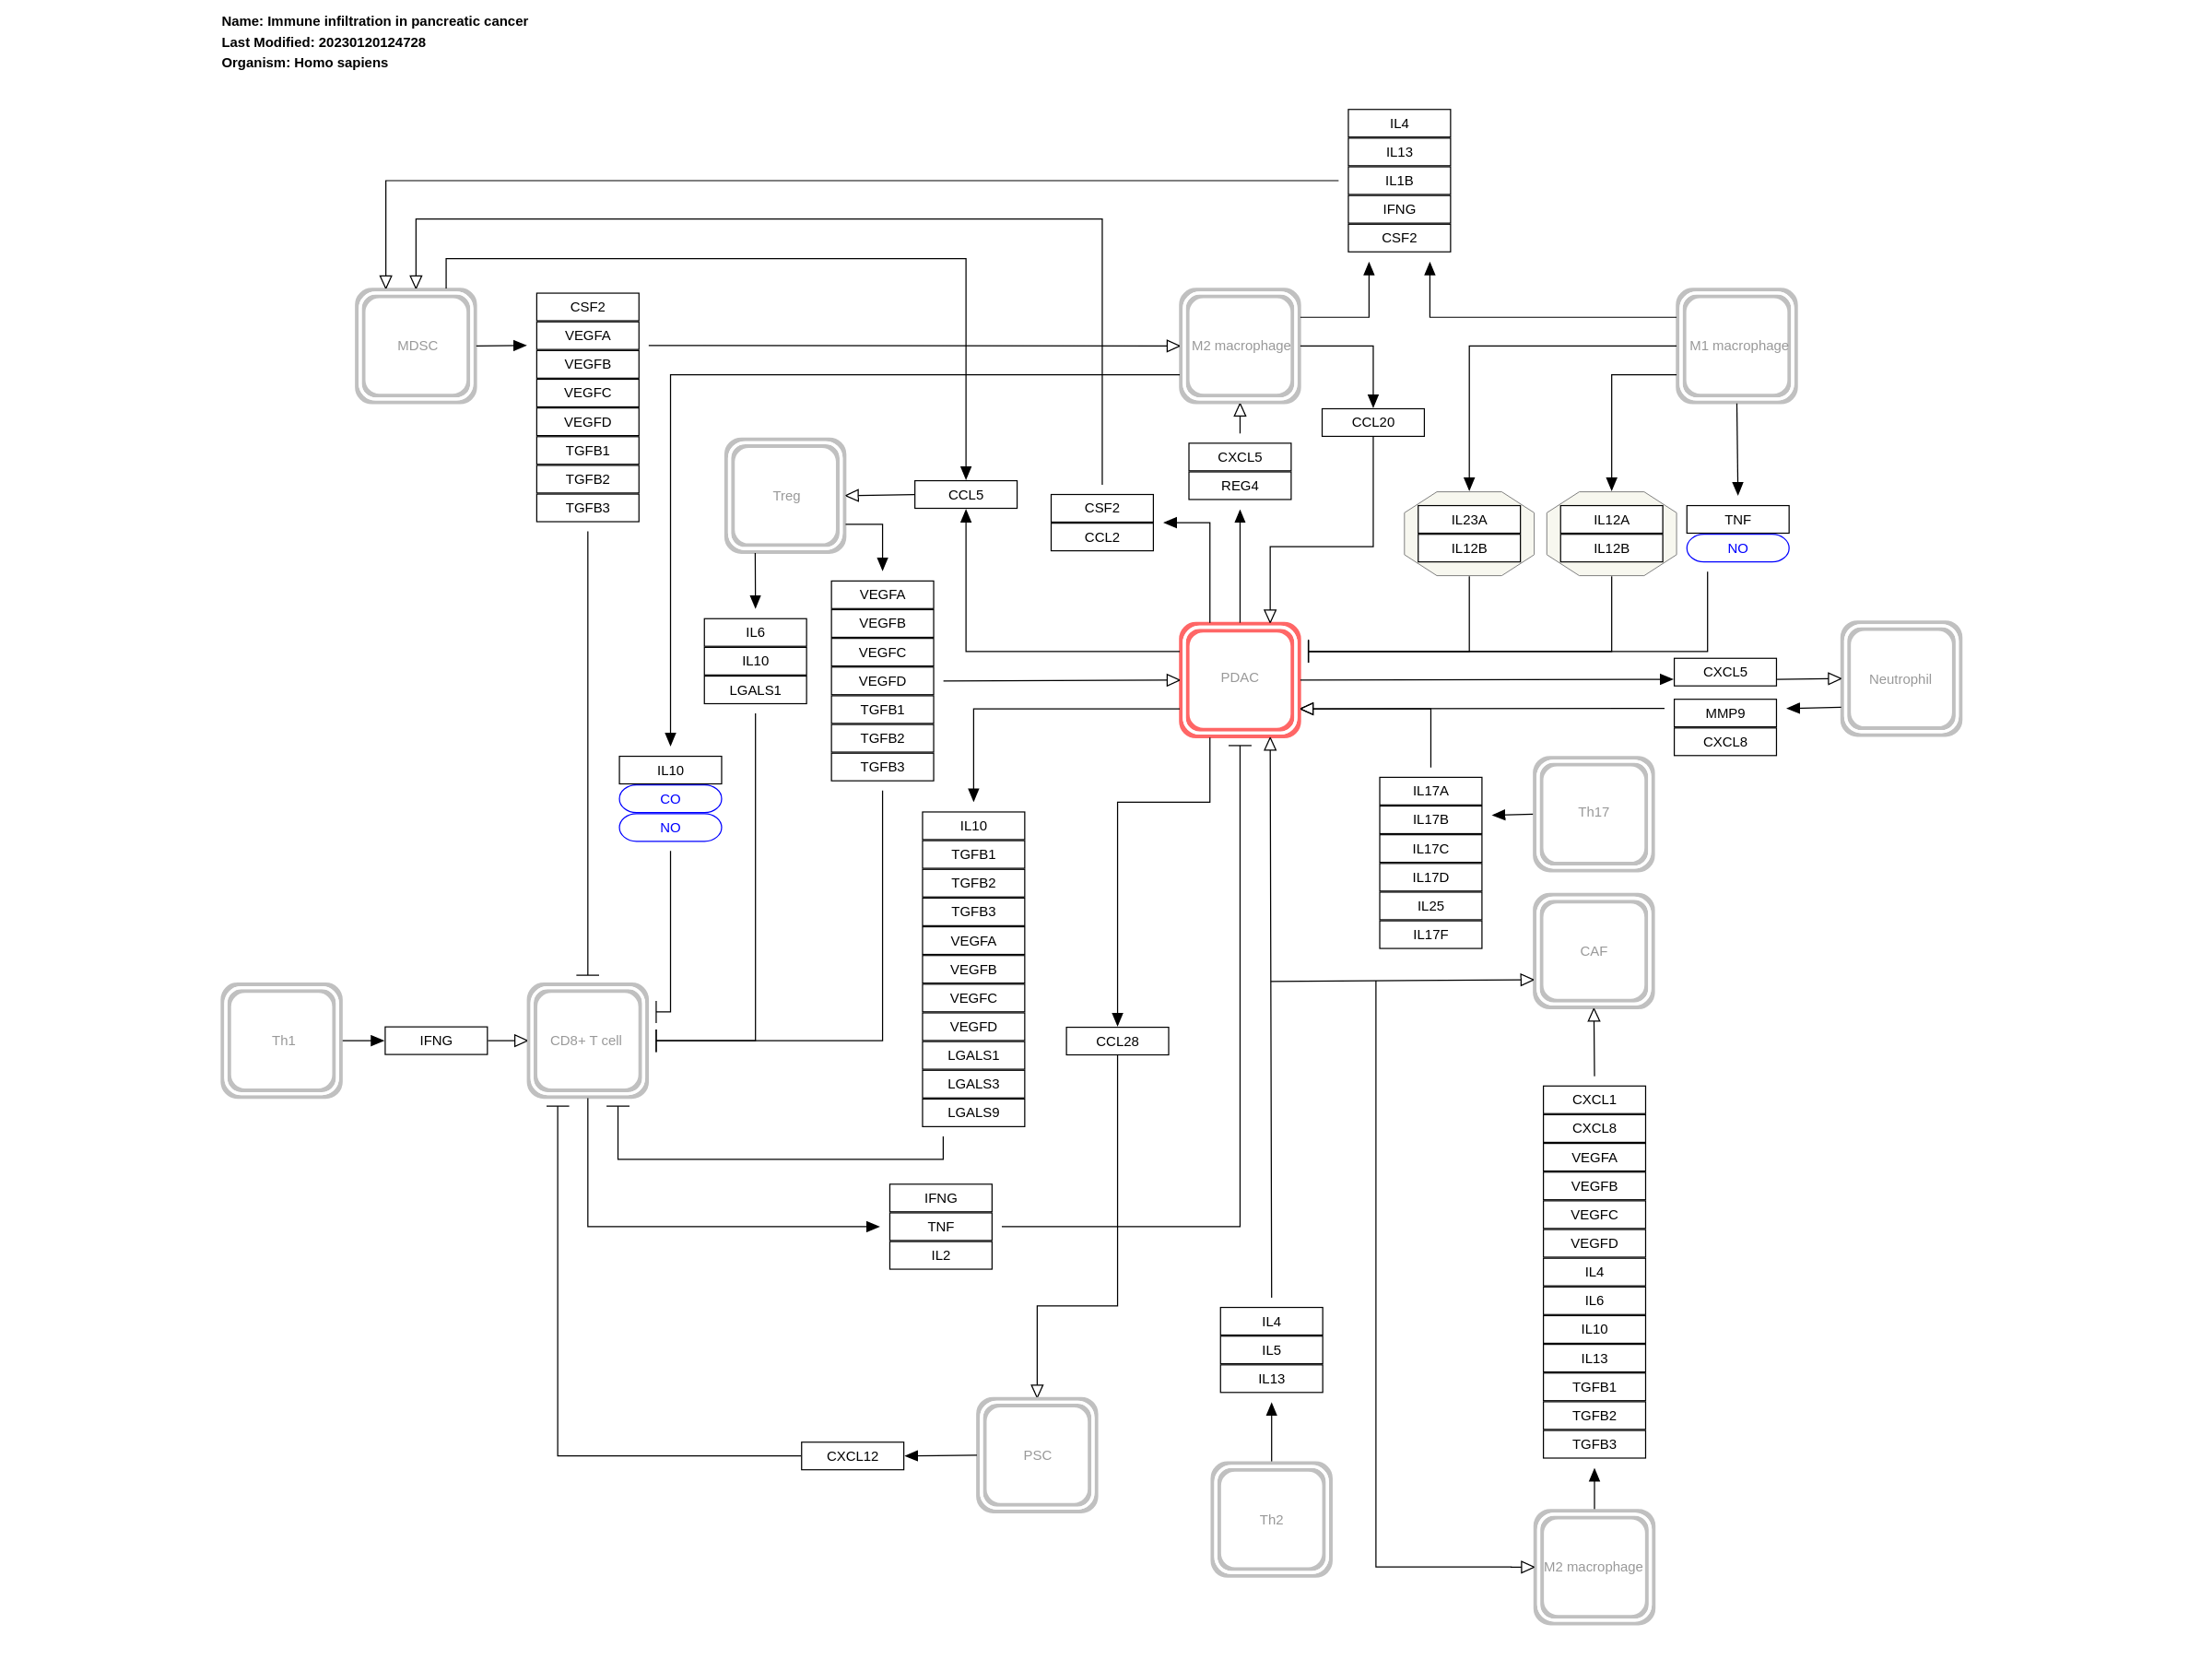 Name: Immune infiltration in pancreatic cancer
Last Modified: 20230120124728
Organism: Homo sapiens
IL4
IL13
IL1B
IFNG
CSF2
MDSC
CSF2
VEGFA
VEGFB
VEGFC
VEGFD
TGFB1
TGFB2
TGFB3
M2 macrophage
M1 macrophage
CCL20
CXCL5
REG4
Treg
CCL5
CSF2
CCL2
IL23A
IL12B
IL12A
IL12B
TNF
NO
VEGFA
VEGFB
VEGFC
VEGFD
TGFB1
TGFB2
TGFB3
IL6
IL10
LGALS1
PDAC
CXCL5
Neutrophil
MMP9
CXCL8
IL10
CO
NO
IL17A
IL17B
IL17C
IL17D
IL25
IL17F
Th17
IL10
TGFB1
TGFB2
TGFB3
VEGFA
VEGFB
VEGFC
VEGFD
LGALS1
LGALS3
LGALS9
CAF
Th1
IFNG
CD8+ T cell
CCL28
CXCL1
CXCL8
VEGFA
VEGFB
VEGFC
VEGFD
IL4
IL6
IL10
IL13
TGFB1
TGFB2
TGFB3
IFNG
TNF
IL2
IL4
IL5
IL13
CXCL12
PSC
Th2
M2 macrophage